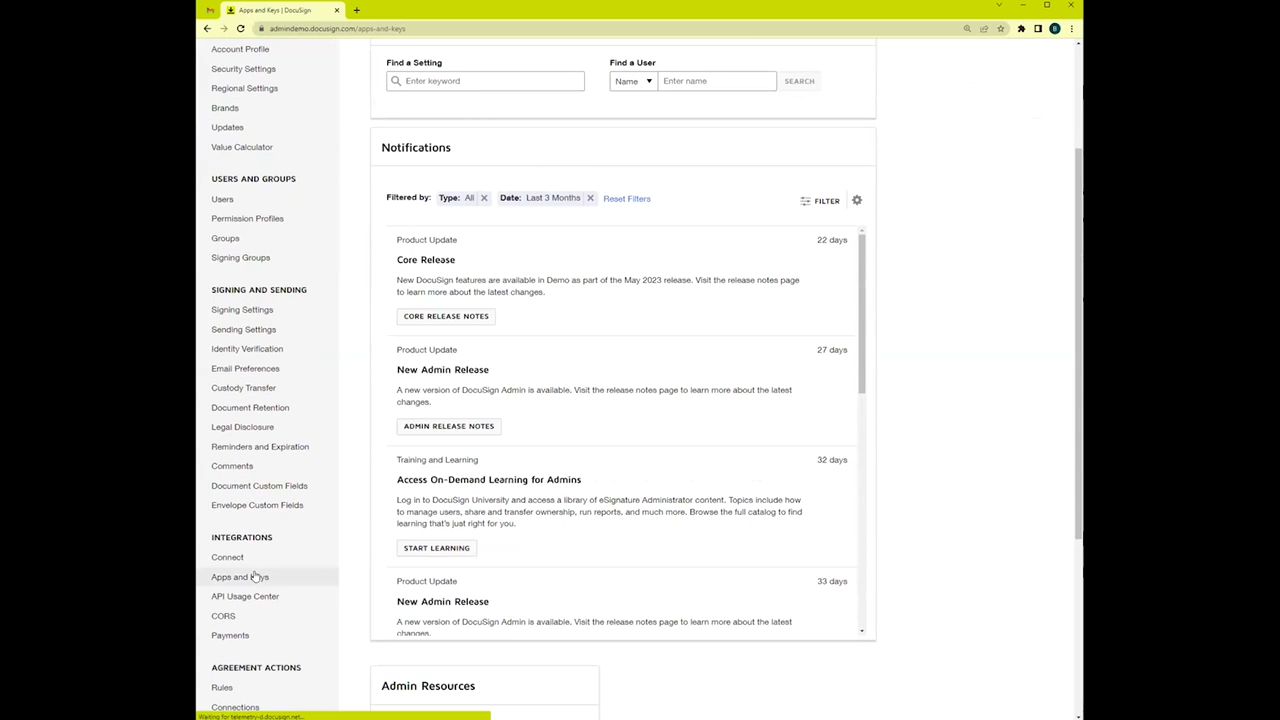 Apps and Keys | DocuSign
admindemo.docusign.com/apps-and-keys
B
Account Profile
Security Settings
Regional Settings
Brands
Updates
Value Calculator
USERS AND GROUPS
Users
Permission Profiles
Groups
Signing Groups
SIGNING AND SENDING
Signing Settings
Sending Settings
Identity Verification
Email Preferences
Custody Transfer
Document Retention
Legal Disclosure
Reminders and Expiration
Comments
Document Custom Fields
Envelope Custom Fields
INTEGRATIONS
Connect
Apps and Keys
API Usage Center
CORS
Payments
AGREEMENT ACTIONS
Rules
Connections
Waiting for telemetry-d.docusign.net...
Find a Setting
Enter keyword
Find a User
Name
Enter name
SEARCH
Notifications
Filtered by: Type: All Date: Last 3 Months Reset Filters
FILTER
Product Update 22 days
Core Release
New DocuSign features are available in Demo as part of the May 2023 release. Visit the release notes page
to learn more about the latest changes.
CORE RELEASE NOTES
Product Update 27 days
New Admin Release
A new version of DocuSign Admin is available. Visit the release notes page to learn more about the latest
changes.
ADMIN RELEASE NOTES
Training and Learning 32 days
Access On-Demand Learning for Admins
Log in to DocuSign University and access a library of eSignature Administrator content. Topics include how
to manage users, share and transfer ownership, run reports, and much more. Browse the full catalog to find
learning that's just right for you.
START LEARNING
Product Update 33 days
New Admin Release
A new version of DocuSign Admin is available. Visit the release notes page to learn more about the latest
changes.
Admin Resources